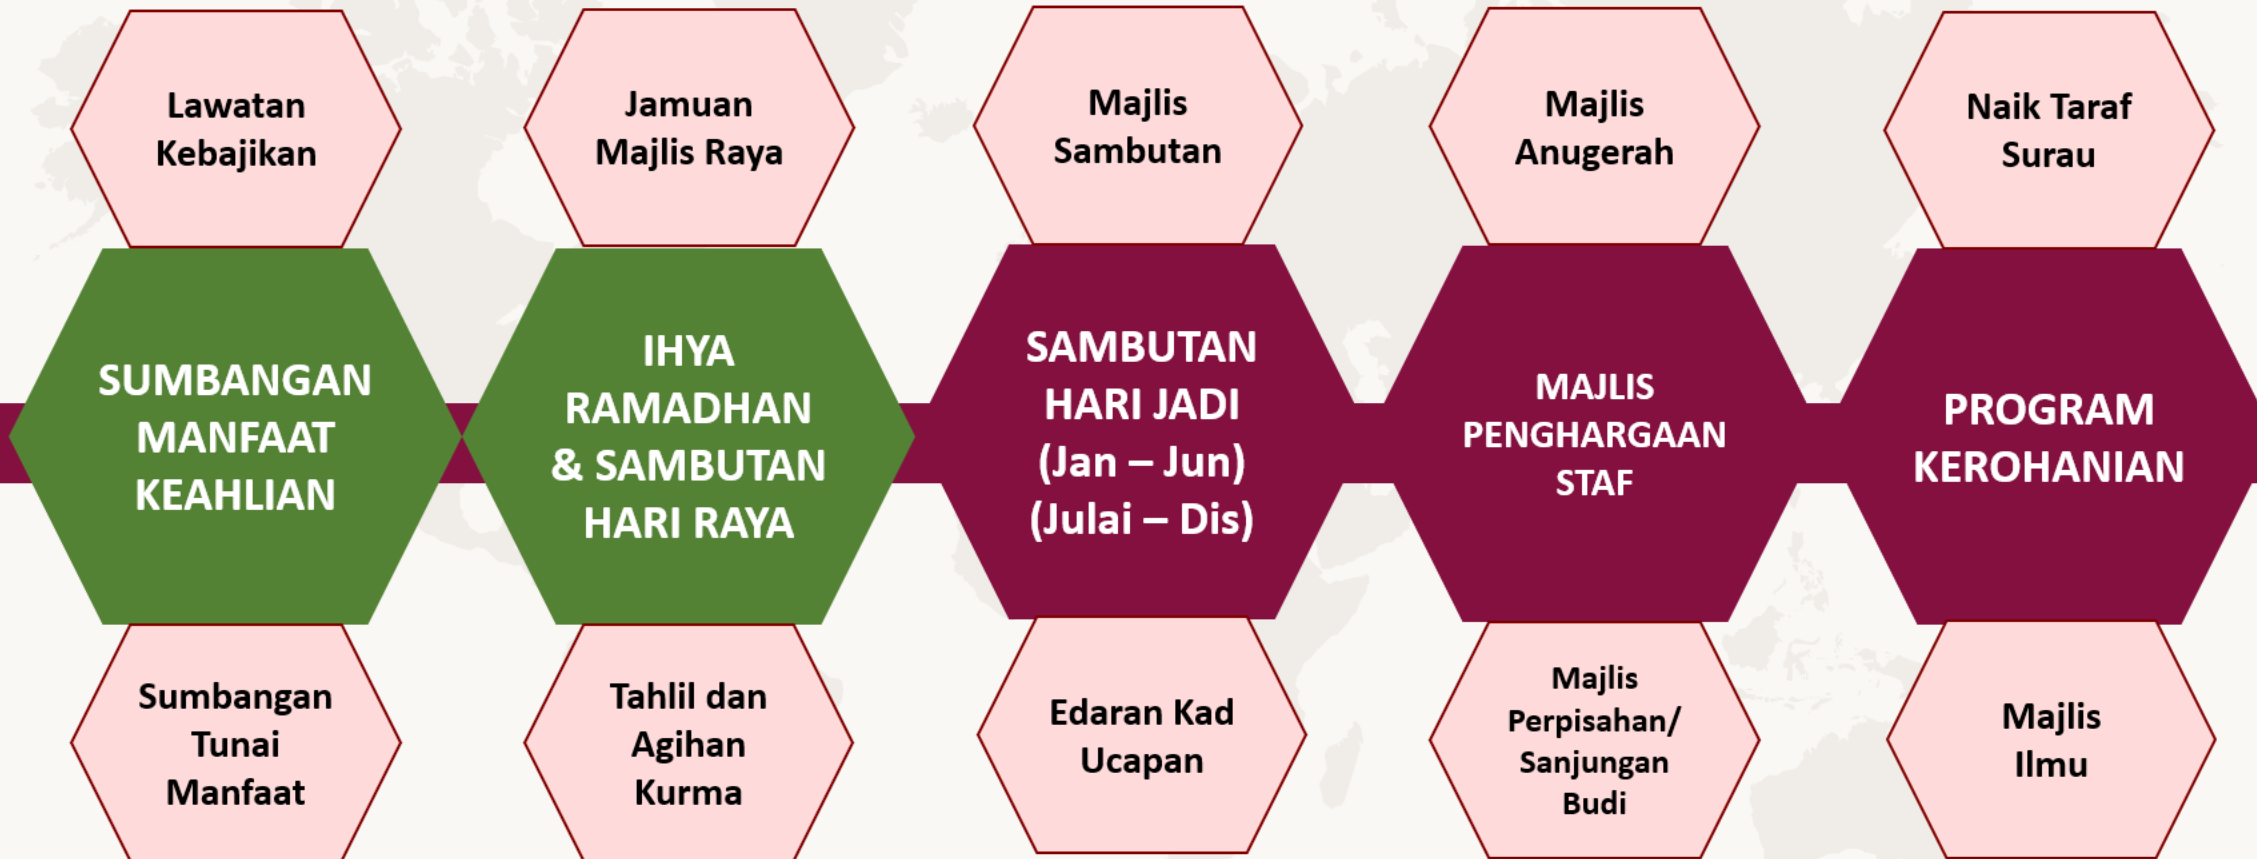 Lawatan
Kebajikan
Jamuan
Majlis Raya
Majlis
Sambutan
Majlis
Anugerah
Naik Taraf
Surau
SUMBANGAN
MANFAAT
KEAHLIAN
IHYA
RAMADHAN
& SAMBUTAN
HARI RAYA
SAMBUTAN
HARI JADI
(Jan – Jun)
(Julai – Dis)
MAJLIS
PENGHARGAAN
STAF
PROGRAM
KEROHANIAN
Sumbangan
Tunai
Manfaat
Tahlil dan
Agihan
Kurma
Edaran Kad
Ucapan
Majlis
Perpisahan/
Sanjungan
Budi
Majlis
Ilmu